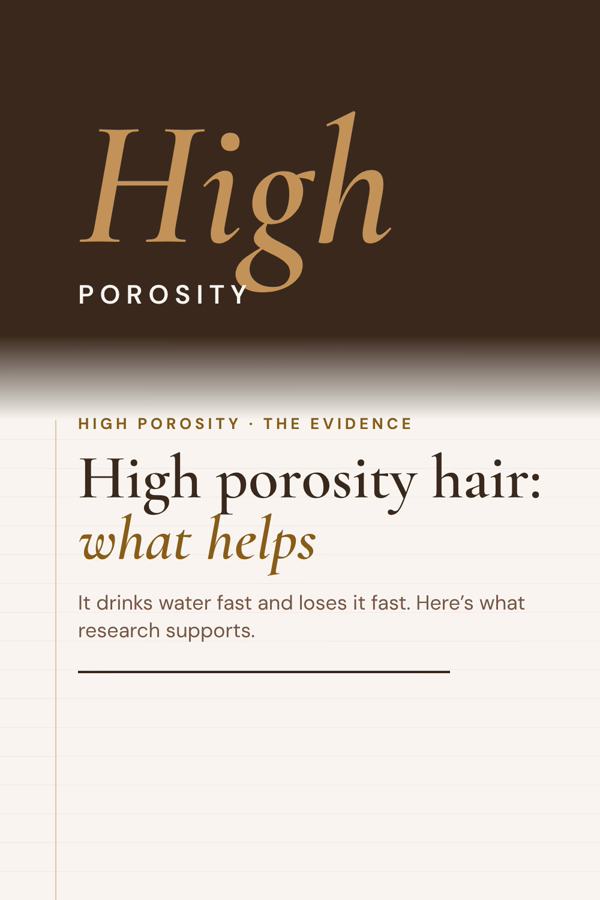 High
POROSITY
HIGH POROSITY · THE EVIDENCE
High porosity hair:
what helps
It drinks water fast and loses it fast. Here’s what
research supports.